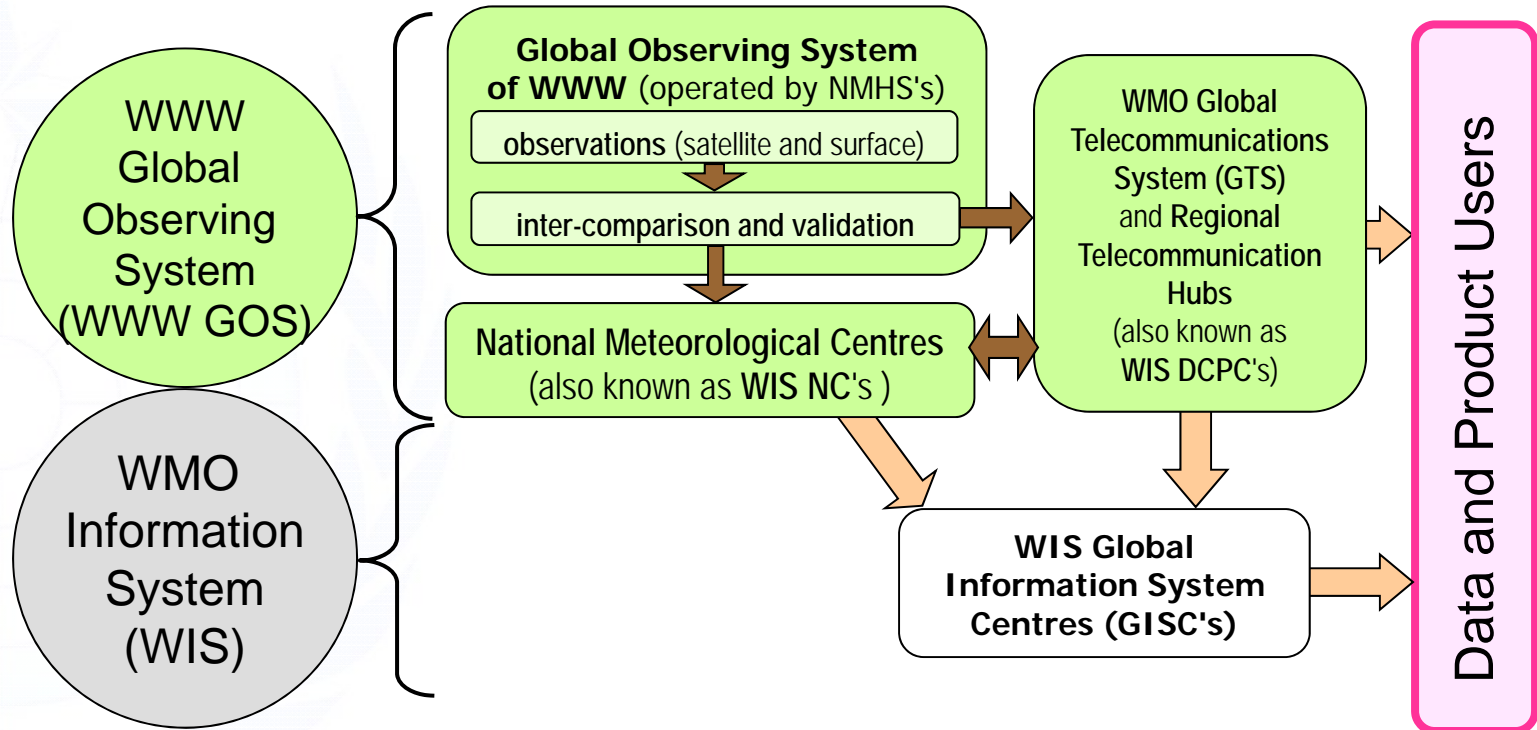 WWW
Global
Observing
System
(WWW GOS)
WMO
Information
System
(WIS)
Global Observing System
of WWW (operated by NMHS's)
observations (satellite and surface)
inter-comparison and validation
National Meteorological Centres
(also known as WIS NC's )
WMO Global
Telecommunications
System (GTS)
and Regional
Telecommunication
Hubs
(also known as
WIS DCPC's)
WIS Global
Information System
Centres (GISC's)
Data and Product Users